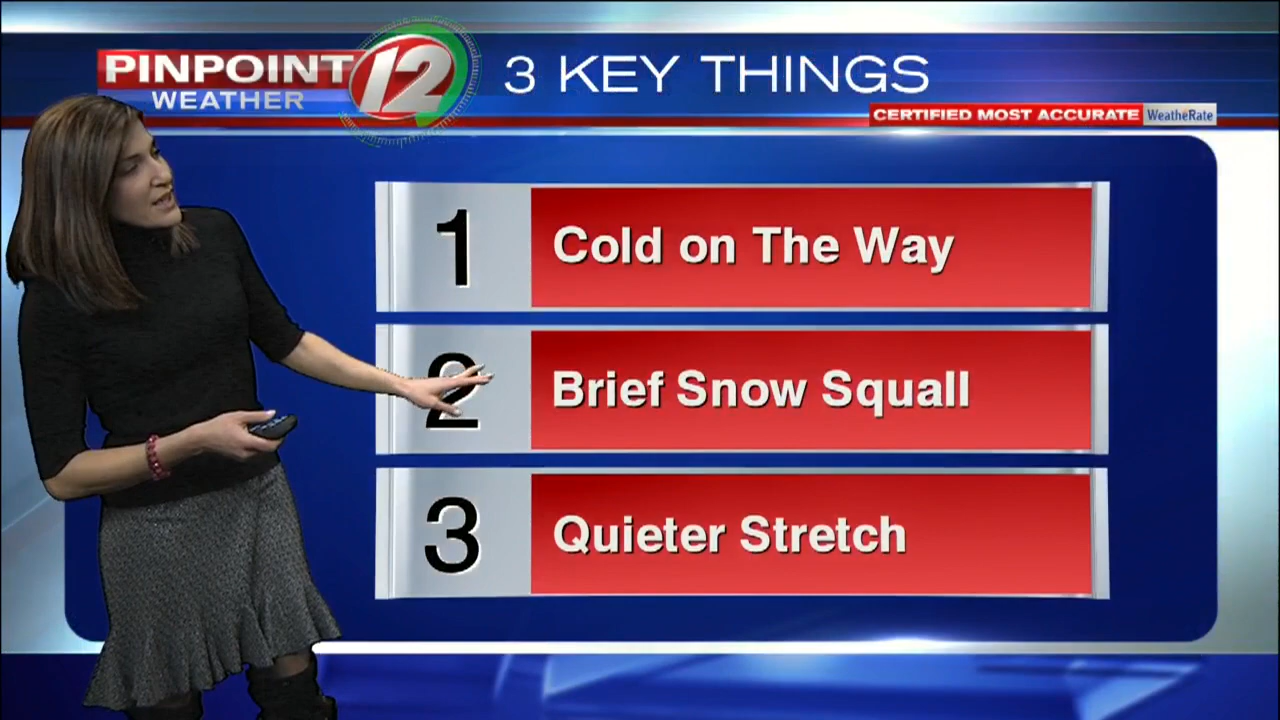 PINPOINT 12
WEATHER
3 KEY THINGS
CERTIFIED MOST ACCURATE WeatheRate
1 Cold on The Way
2 Brief Snow Squall
3 Quieter Stretch